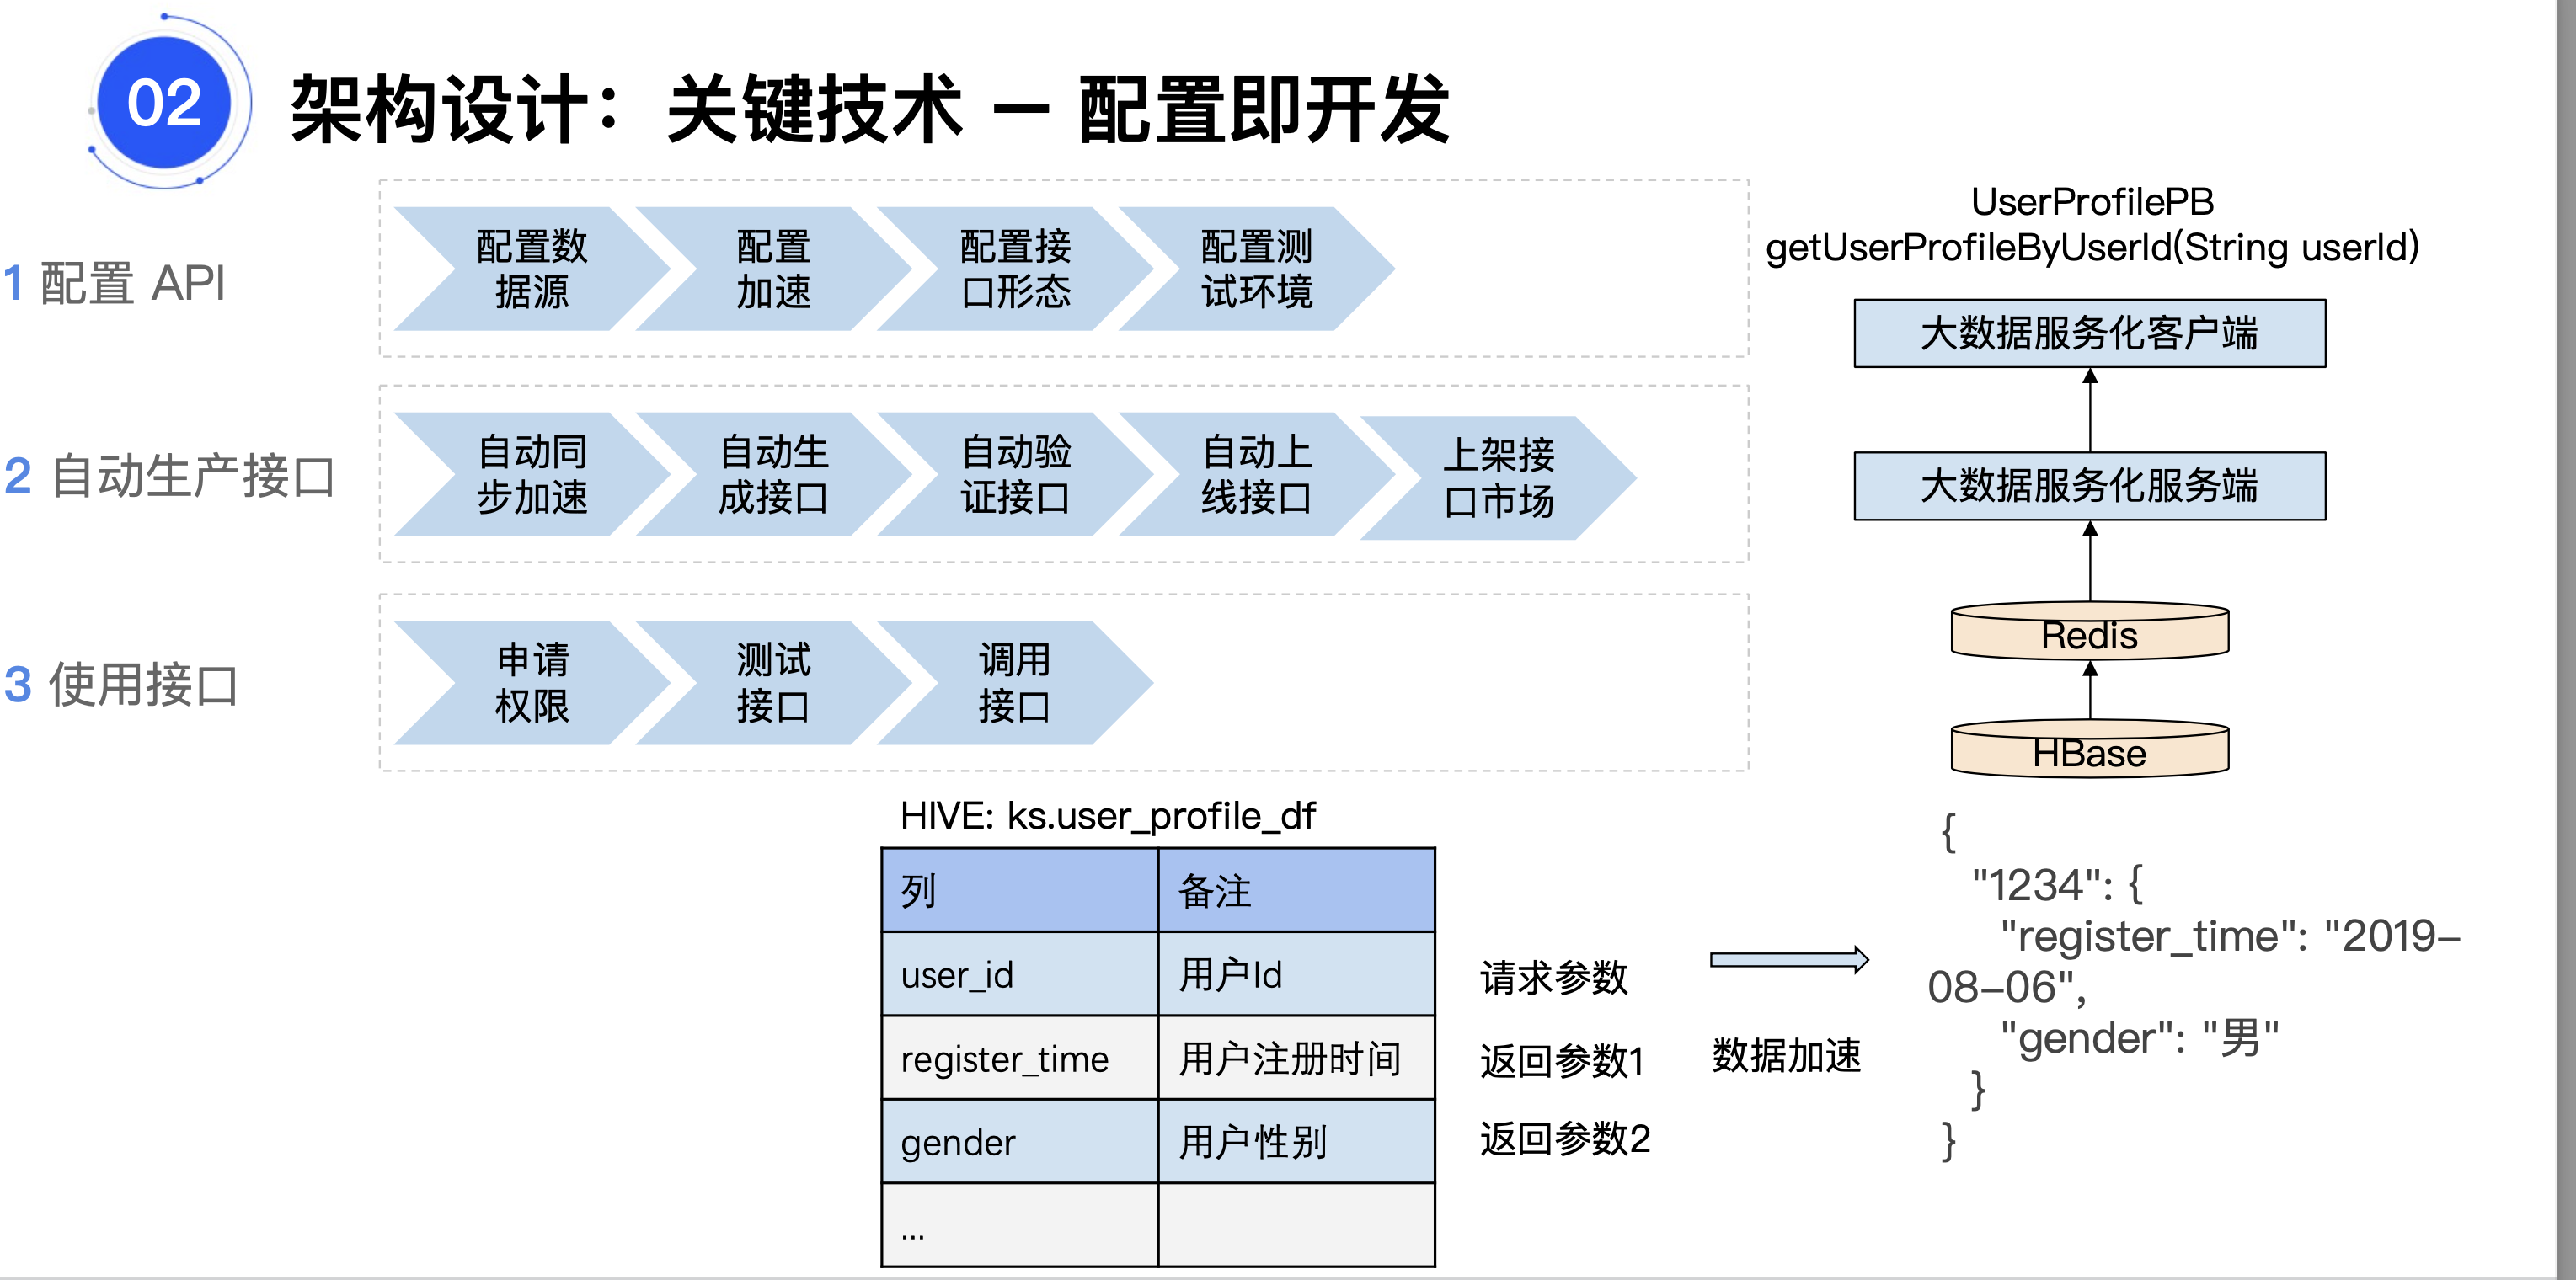 02
架构设计：关键技术 — 配置即开发
1 配置 API
配置数
据源
配置
加速
配置接
口形态
配置测
试环境
2 自动生产接口
自动同
步加速
自动生
成接口
自动验
证接口
自动上
线接口
上架接
口市场
3 使用接口
申请
权限
测试
接口
调用
接口
UserProfilePB
getUserProfileByUserId(String userId)
大数据服务化客户端
大数据服务化服务端
Redis
HBase
HIVE: ks.user_profile_df
列 备注
user_id 用户Id
register_time 用户注册时间
gender 用户性别
...
请求参数
返回参数1
返回参数2
数据加速
{
"1234": {
"register_time": "2019-
08-06",
"gender": "男"
}
}